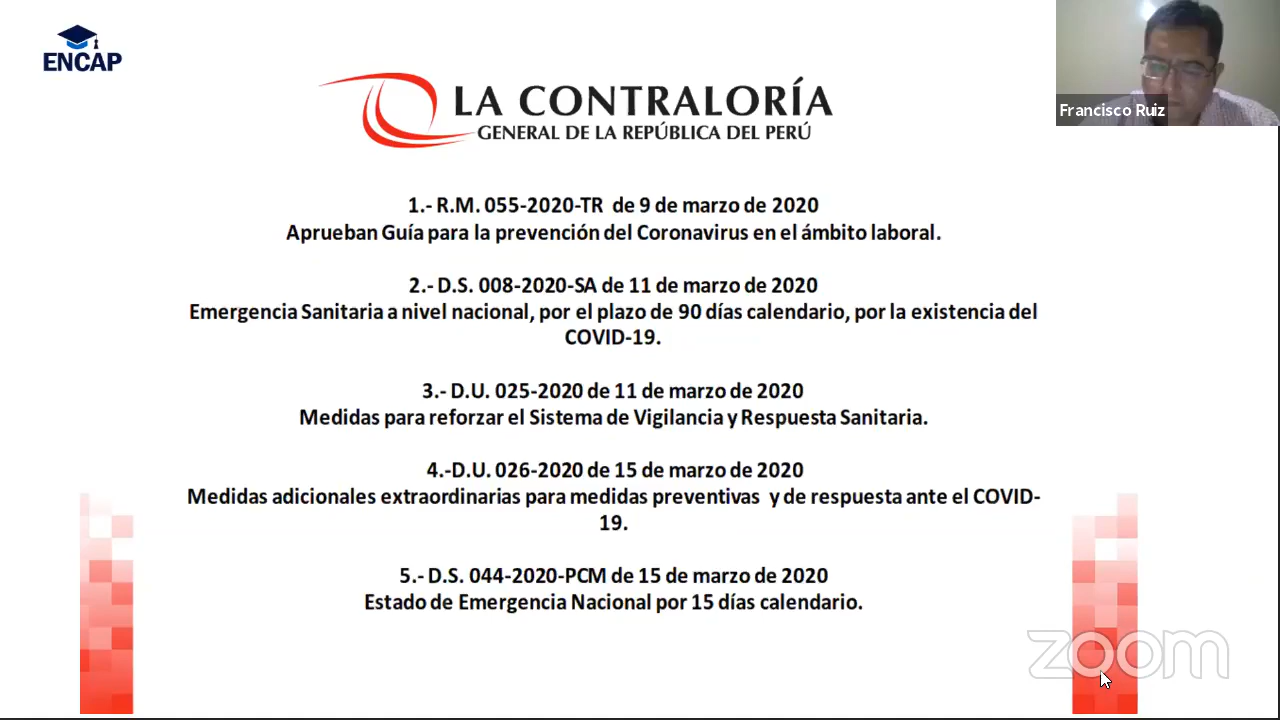 ENCAP
Francisco Ruiz
LA CONTRALORÍA
GENERAL DE LA REPÚBLICA DEL PERÚ
1.- R.M. 055-2020-TR de 9 de marzo de 2020
Aprueban Guía para la prevención del Coronavirus en el ámbito laboral.
2.- D.S. 008-2020-SA de 11 de marzo de 2020
Emergencia Sanitaria a nivel nacional, por el plazo de 90 días calendario, por la existencia del
COVID-19.
3.- D.U. 025-2020 de 11 de marzo de 2020
Medidas para reforzar el Sistema de Vigilancia y Respuesta Sanitaria.
4.-D.U. 026-2020 de 15 de marzo de 2020
Medidas adicionales extraordinarias para medidas preventivas y de respuesta ante el COVID-
19.
5.- D.S. 044-2020-PCM de 15 de marzo de 2020
Estado de Emergencia Nacional por 15 días calendario.
zoom